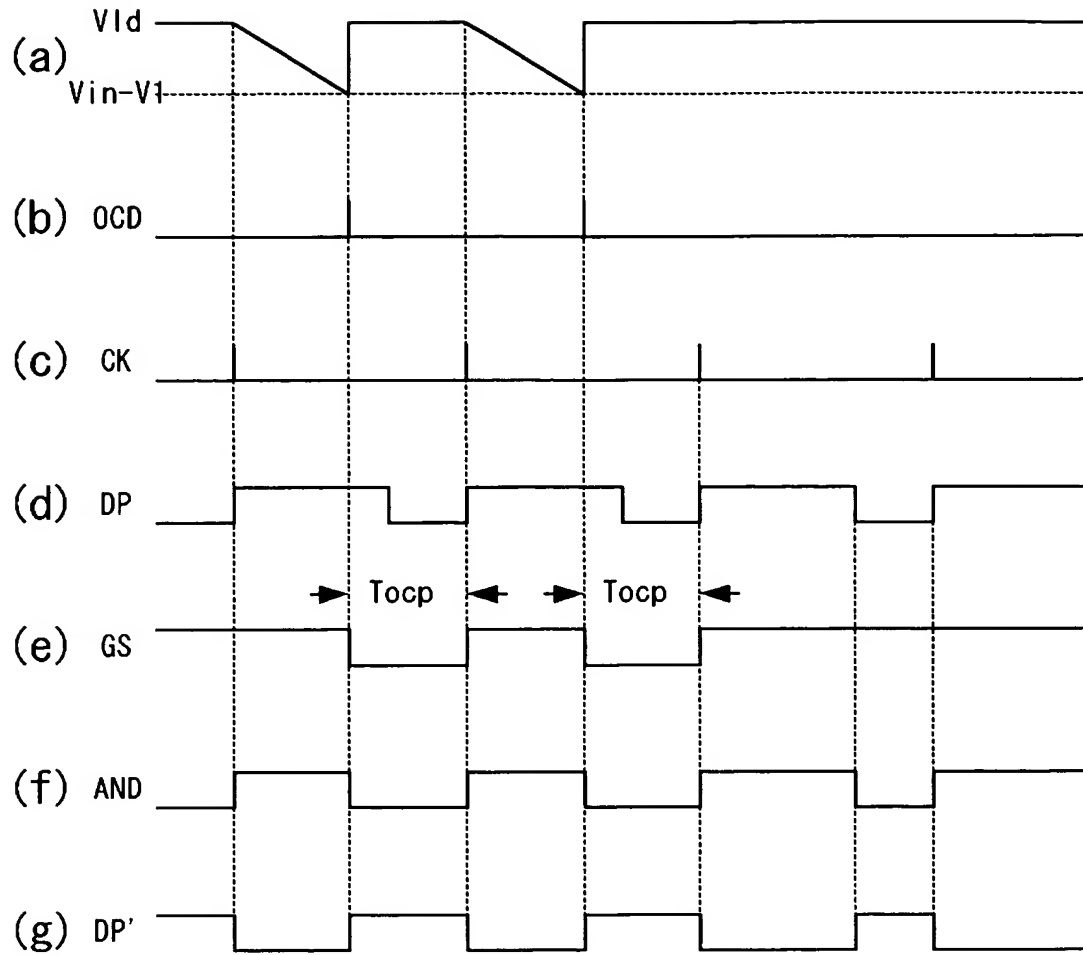 (a) Vld
Vin-V1
(b) OCD
(c) CK
(d) DP
Tocp Tocp
(e) GS
(f) AND
(g) DP'